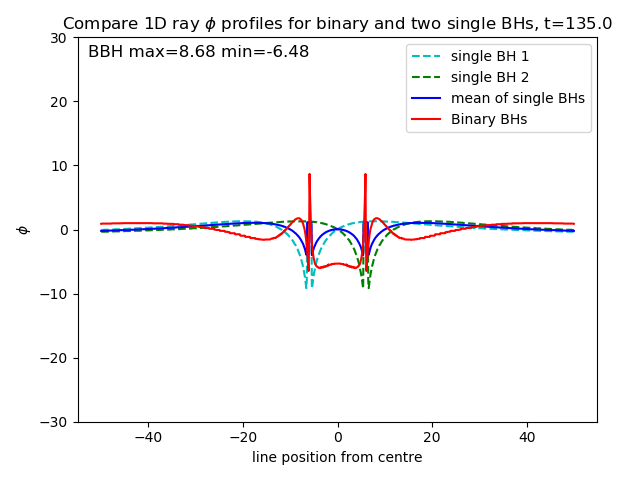 Compare 1D ray ϕ profiles for binary and two single BHs, t=135.0
BBH max=8.68 min=-6.48
single BH 1
single BH 2
mean of single BHs
Binary BHs
30
20
10
0
−10
−20
−30
ϕ
−40
−20
0
20
40
line position from centre